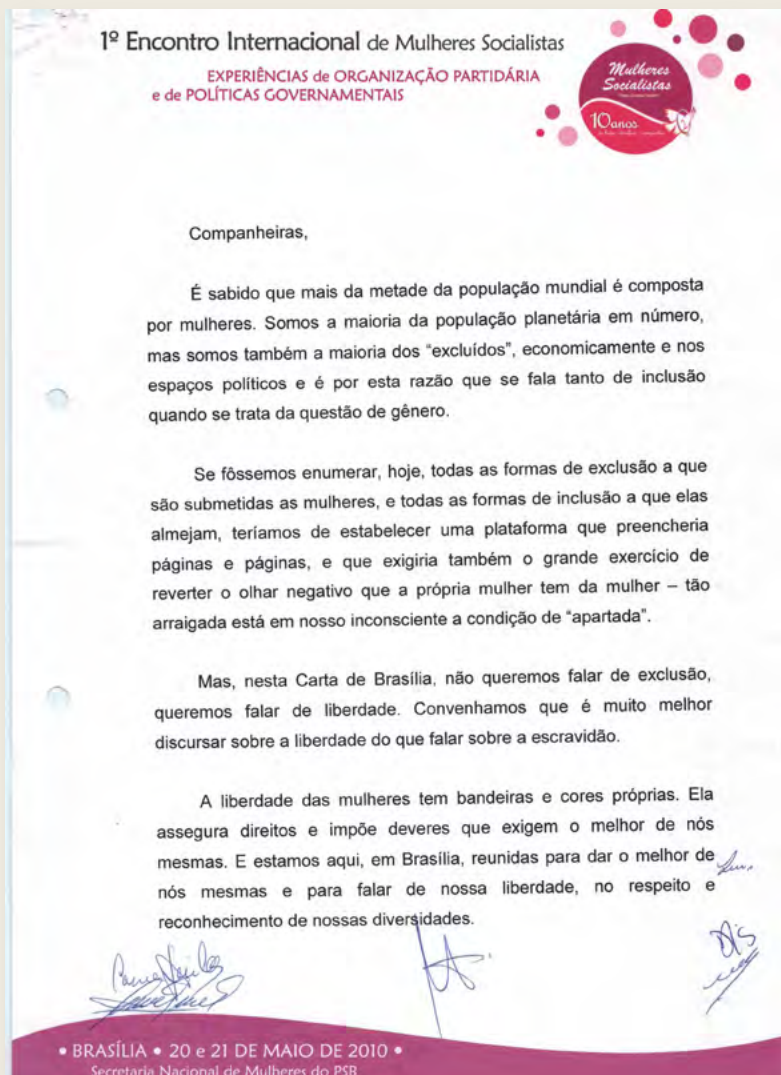 1º Encontro Internacional de Mulheres Socialistas
EXPERIÊNCIAS de ORGANIZAÇÃO PARTIDÁRIA
e de POLÍTICAS GOVERNAMENTAIS
Mulheres
Socialistas
10anos
Companheiras,
É sabido que mais da metade da população mundial é composta
por mulheres. Somos a maioria da população planetária em número,
mas somos também a maioria dos "excluídos", economicamente e nos
espaços políticos e é por esta razão que se fala tanto de inclusão
quando se trata da questão de gênero.
Se fôssemos enumerar, hoje, todas as formas de exclusão a que
são submetidas as mulheres, e todas as formas de inclusão a que elas
almejam, teríamos de estabelecer uma plataforma que preencheria
páginas e páginas, e que exigiria também o grande exercício de
reverter o olhar negativo que a própria mulher tem da mulher – tão
arraigada está em nosso inconsciente a condição de "apartada".
Mas, nesta Carta de Brasília, não queremos falar de exclusão,
queremos falar de liberdade. Convenhamos que é muito melhor
discursar sobre a liberdade do que falar sobre a escravidão.
A liberdade das mulheres tem bandeiras e cores próprias. Ela
assegura direitos e impõe deveres que exigem o melhor de nós
mesmas. E estamos aqui, em Brasília, reunidas para dar o melhor de
nós mesmas e para falar de nossa liberdade, no respeito e
reconhecimento de nossas diversidades.
• BRASÍLIA • 20 e 21 DE MAIO DE 2010 •
Secretaria Nacional de Mulheres do PSB